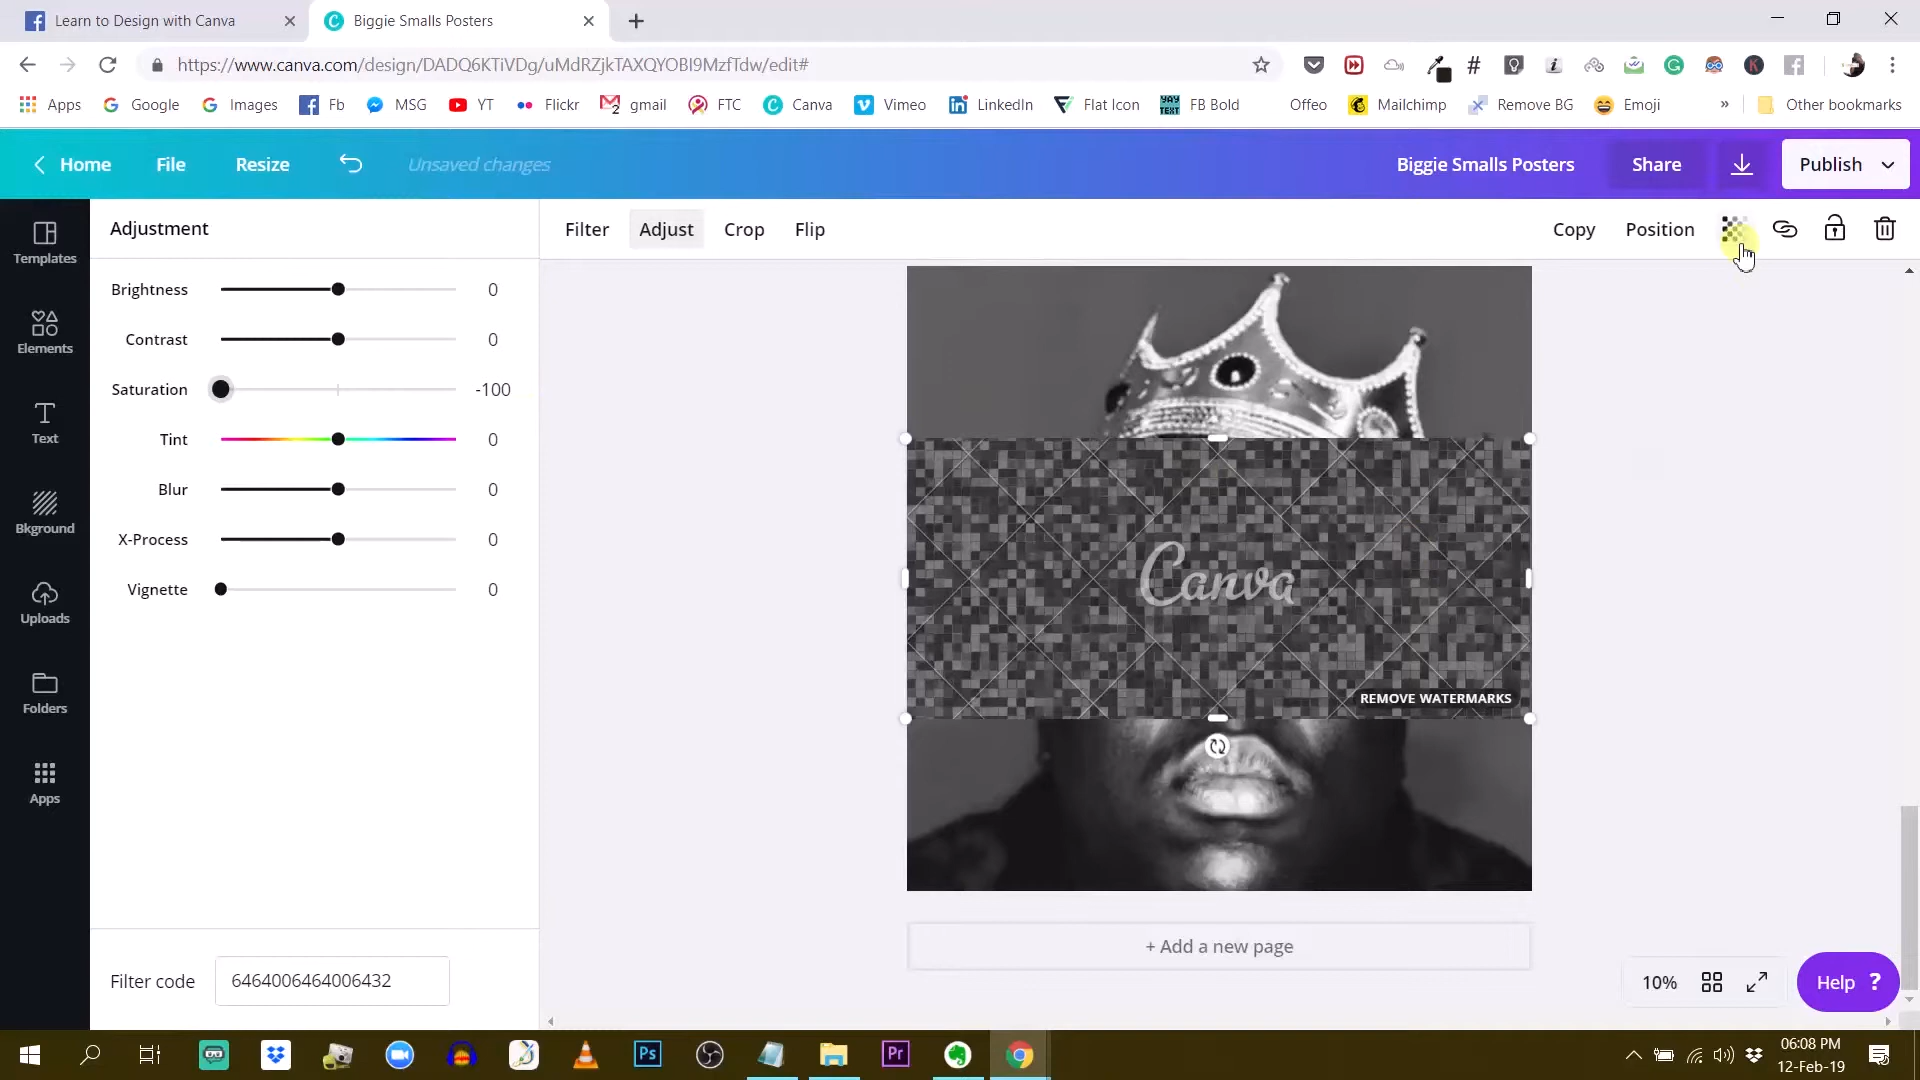 Learn to Design with Canva
Biggie Smalls Posters
https://www.canva.com/design/DADQ6KTiVDg/uMdRZjkTAXQYOBI9MzfTdw/edit#
Apps Google Images Fb MSG YT Flickr gmail FTC Canva Vimeo LinkedIn Flat Icon YAY TEXT FB Bold Offeo Mailchimp Remove BG Emoji » Other bookmarks
Home File Resize Unsaved changes Biggie Smalls Posters Share Publish
Adjustment
Filter Adjust Crop Flip Copy Position
Templates
Elements
Text
Bkground
Uploads
Folders
Apps
Brightness 0
Contrast 0
Saturation -100
Tint 0
Blur 0
X-Process 0
Vignette 0
Filter code 6464006464006432
Canva
REMOVE WATERMARKS
+ Add a new page
10%
Help ?
Ps
Pr
06:08 PM
12-Feb-19